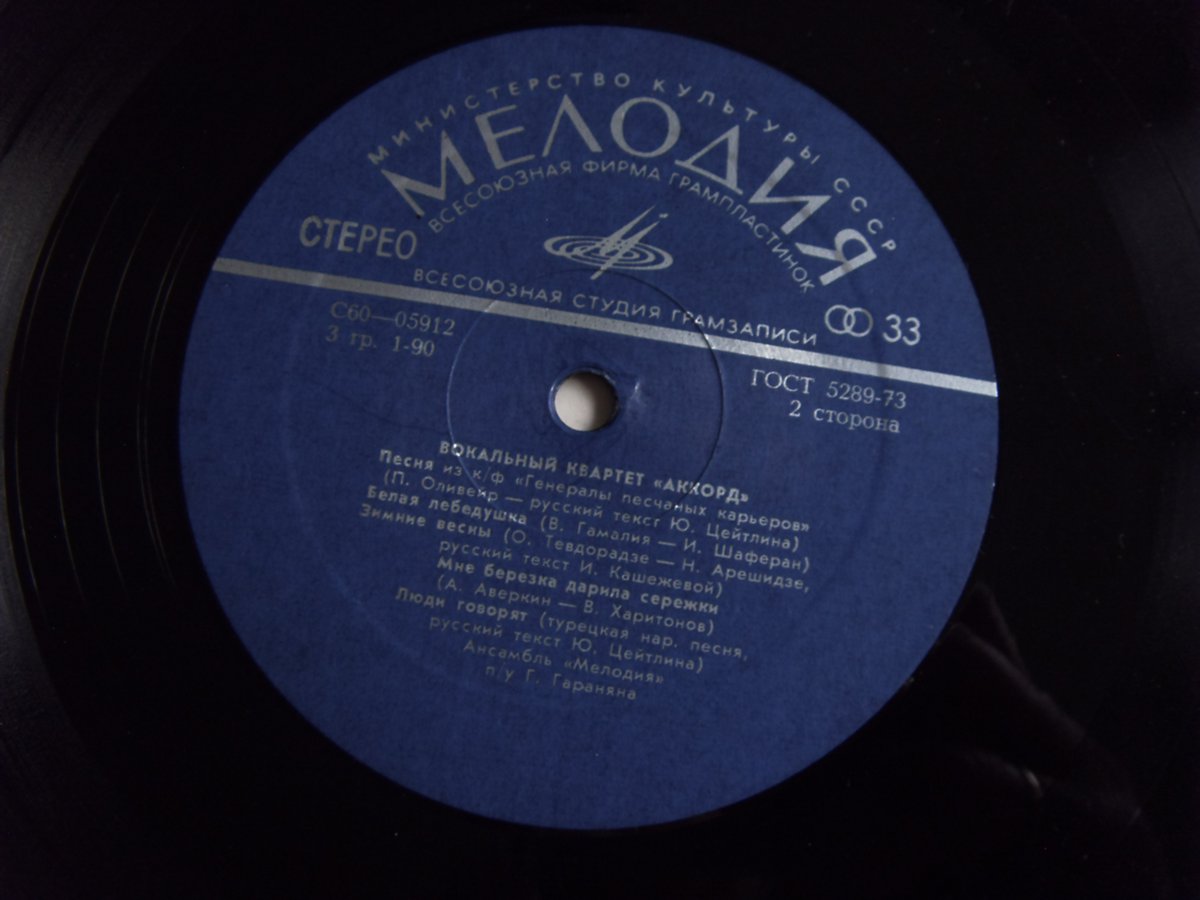 МИНИСТЕРСТВО КУЛЬТУРЫ СССР
МЕЛОДИЯ
ВСЕСОЮЗНАЯ ФИРМА ГРАМПЛАСТИНОК
СТЕРЕО
ВСЕСОЮЗНАЯ СТУДИЯ ГРАМЗАПИСИ
33
С60—05912
3 гр. 1-90
ГОСТ 5289-73
2 сторона
ВОКАЛЬНЫЙ КВАРТЕТ «АККОРД»
Песня из к/ф «Генералы песчаных карьеров»
(П. Оливейр — русский текст Ю. Цейтлина)
Белая лебедушка (В. Гамалия — И. Шаферан)
Зимние весны (О. Тевдорадзе — Н. Арешидзе,
русский текст И. Кашежевой)
Мне березка дарила сережки
(А. Аверкин — В. Харитонов)
Люди говорят (турецкая нар. песня,
русский текст Ю. Цейтлина)
Ансамбль «Мелодия»
п/у Г. Гараняна